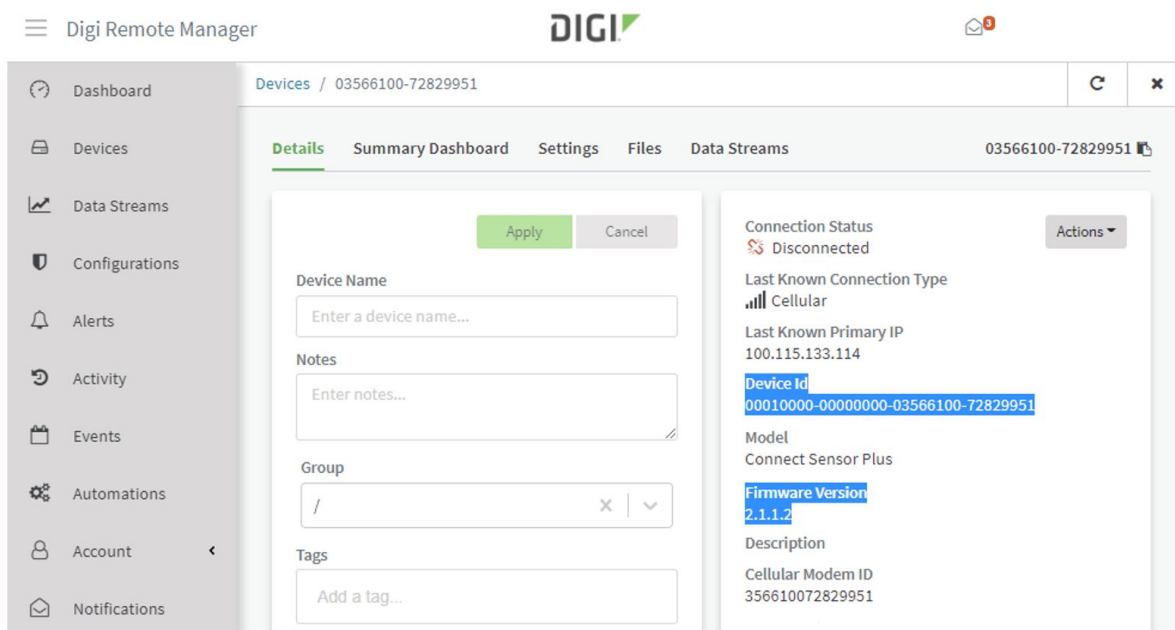 Digi Remote Manager
DIGI
3
Dashboard
Devices
Data Streams
Configurations
Alerts
Activity
Events
Automations
Account
Notifications
Devices / 03566100-72829951
Details Summary Dashboard Settings Files Data Streams 03566100-72829951
Apply Cancel
Device Name
Enter a device name...
Notes
Enter notes...
Group
/
Tags
Add a tag...
Connection Status
Disconnected
Actions
Last Known Connection Type
Cellular
Last Known Primary IP
100.115.133.114
Device Id
00010000-00000000-03566100-72829951
Model
Connect Sensor Plus
Firmware Version
2.1.1.2
Description
Cellular Modem ID
356610072829951